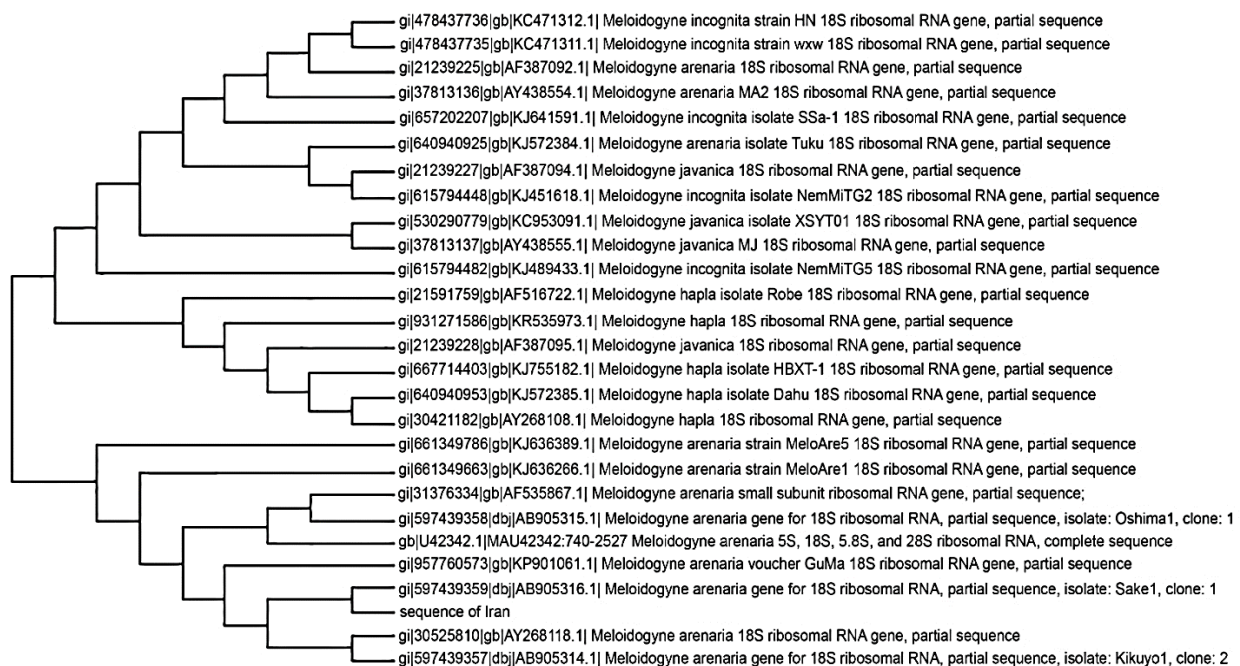 gi|478437736|gb|KC471312.1| Meloidogyne incognita strain HN 18S ribosomal RNA gene, partial sequence
gi|478437735|gb|KC471311.1| Meloidogyne incognita strain wxw 18S ribosomal RNA gene, partial sequence
gi|21239225|gb|AF387092.1| Meloidogyne arenaria 18S ribosomal RNA gene, partial sequence
gi|37813136|gb|AY438554.1| Meloidogyne arenaria MA2 18S ribosomal RNA gene, partial sequence
gi|657202207|gb|KJ641591.1| Meloidogyne incognita isolate SSa-1 18S ribosomal RNA gene, partial sequence
gi|640940925|gb|KJ572384.1| Meloidogyne arenaria isolate Tuku 18S ribosomal RNA gene, partial sequence
gi|21239227|gb|AF387094.1| Meloidogyne javanica 18S ribosomal RNA gene, partial sequence
gi|615794448|gb|KJ451618.1| Meloidogyne incognita isolate NemMiTG2 18S ribosomal RNA gene, partial sequence
gi|530290779|gb|KC953091.1| Meloidogyne javanica isolate XSYT01 18S ribosomal RNA gene, partial sequence
gi|37813137|gb|AY438555.1| Meloidogyne javanica MJ 18S ribosomal RNA gene, partial sequence
gi|615794482|gb|KJ489433.1| Meloidogyne incognita isolate NemMiTG5 18S ribosomal RNA gene, partial sequence
gi|21591759|gb|AF516722.1| Meloidogyne hapla isolate Robe 18S ribosomal RNA gene, partial sequence
gi|931271586|gb|KR535973.1| Meloidogyne hapla 18S ribosomal RNA gene, partial sequence
gi|21239228|gb|AF387095.1| Meloidogyne javanica 18S ribosomal RNA gene, partial sequence
gi|667714403|gb|KJ755182.1| Meloidogyne hapla isolate HBXT-1 18S ribosomal RNA gene, partial sequence
gi|640940953|gb|KJ572385.1| Meloidogyne hapla isolate Dahu 18S ribosomal RNA gene, partial sequence
gi|30421182|gb|AY268108.1| Meloidogyne hapla 18S ribosomal RNA gene, partial sequence
gi|661349786|gb|KJ636389.1| Meloidogyne arenaria strain MeloAre5 18S ribosomal RNA gene, partial sequence
gi|661349663|gb|KJ636266.1| Meloidogyne arenaria strain MeloAre1 18S ribosomal RNA gene, partial sequence
gi|31376334|gb|AF535867.1| Meloidogyne arenaria small subunit ribosomal RNA gene, partial sequence;
gi|597439358|dbj|AB905315.1| Meloidogyne arenaria gene for 18S ribosomal RNA, partial sequence, isolate: Oshima1, clone: 1
gb|U42342.1|MAU42342:740-2527 Meloidogyne arenaria 5S, 18S, 5.8S, and 28S ribosomal RNA, complete sequence
gi|957760573|gb|KP901061.1| Meloidogyne arenaria voucher GuMa 18S ribosomal RNA gene, partial sequence
gi|597439359|dbj|AB905316.1| Meloidogyne arenaria gene for 18S ribosomal RNA, partial sequence, isolate: Sake1, clone: 1
sequence of Iran
gi|30525810|gb|AY268118.1| Meloidogyne arenaria 18S ribosomal RNA gene, partial sequence
gi|597439357|dbj|AB905314.1| Meloidogyne arenaria gene for 18S ribosomal RNA, partial sequence, isolate: Kikuyo1, clone: 2